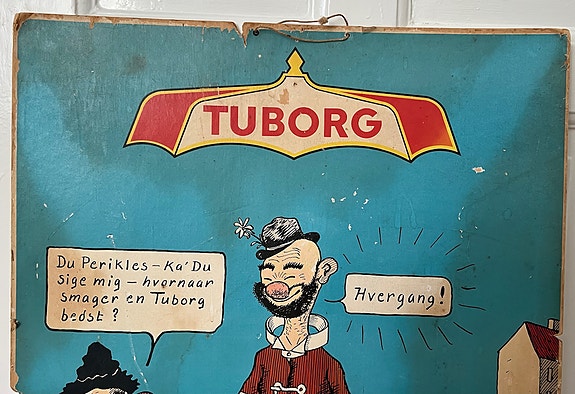 TUBORG
Du Perikles – Ka' Du
sige mig – hvornaar
smager en Tuborg
bedst ?
Hvergang!